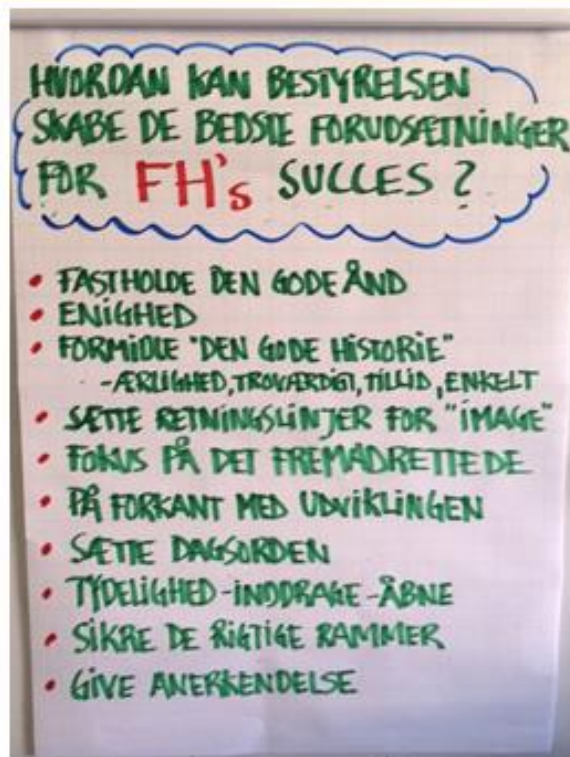 HVORDAN KAN BESTYRELSEN
SKABE DE BEDSTE FORUDSÆTNINGER
FOR FH's SUCCES ?
• FASTHOLDE DEN GODE ÅND
• ENIGHED
• FORMIDLE "DEN GODE HISTORIE"
-ÆRLIGHED, TROVÆRDIGT, TILLID, ENKELT
• SÆTTE RETNINGSLINJER FOR "IMAGE"
• FOKUS PÅ DET FREMADRETTEDE
• PÅ FORKANT MED UDVIKLINGEN
• SÆTTE DAGSORDEN
• TYDELIGHED-INDDRAGE-ÅBNE
• SIKRE DE RIGTIGE RAMMER
• GIVE ANERKENDELSE